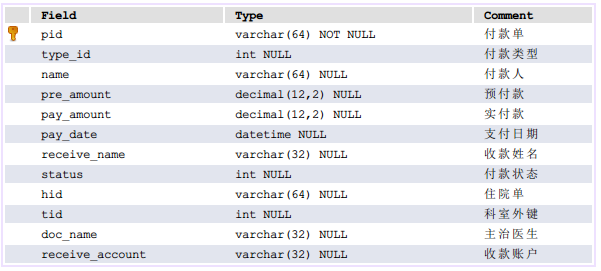 Field Type Comment
pid varchar(64) NOT NULL 付款单
type_id int NULL 付款类型
name varchar(64) NULL 付款人
pre_amount decimal(12,2) NULL 预付款
pay_amount decimal(12,2) NULL 实付款
pay_date datetime NULL 支付日期
receive_name varchar(32) NULL 收款姓名
status int NULL 付款状态
hid varchar(64) NULL 住院单
tid int NULL 科室外键
doc_name varchar(32) NULL 主治医生
receive_account varchar(32) NULL 收款账户